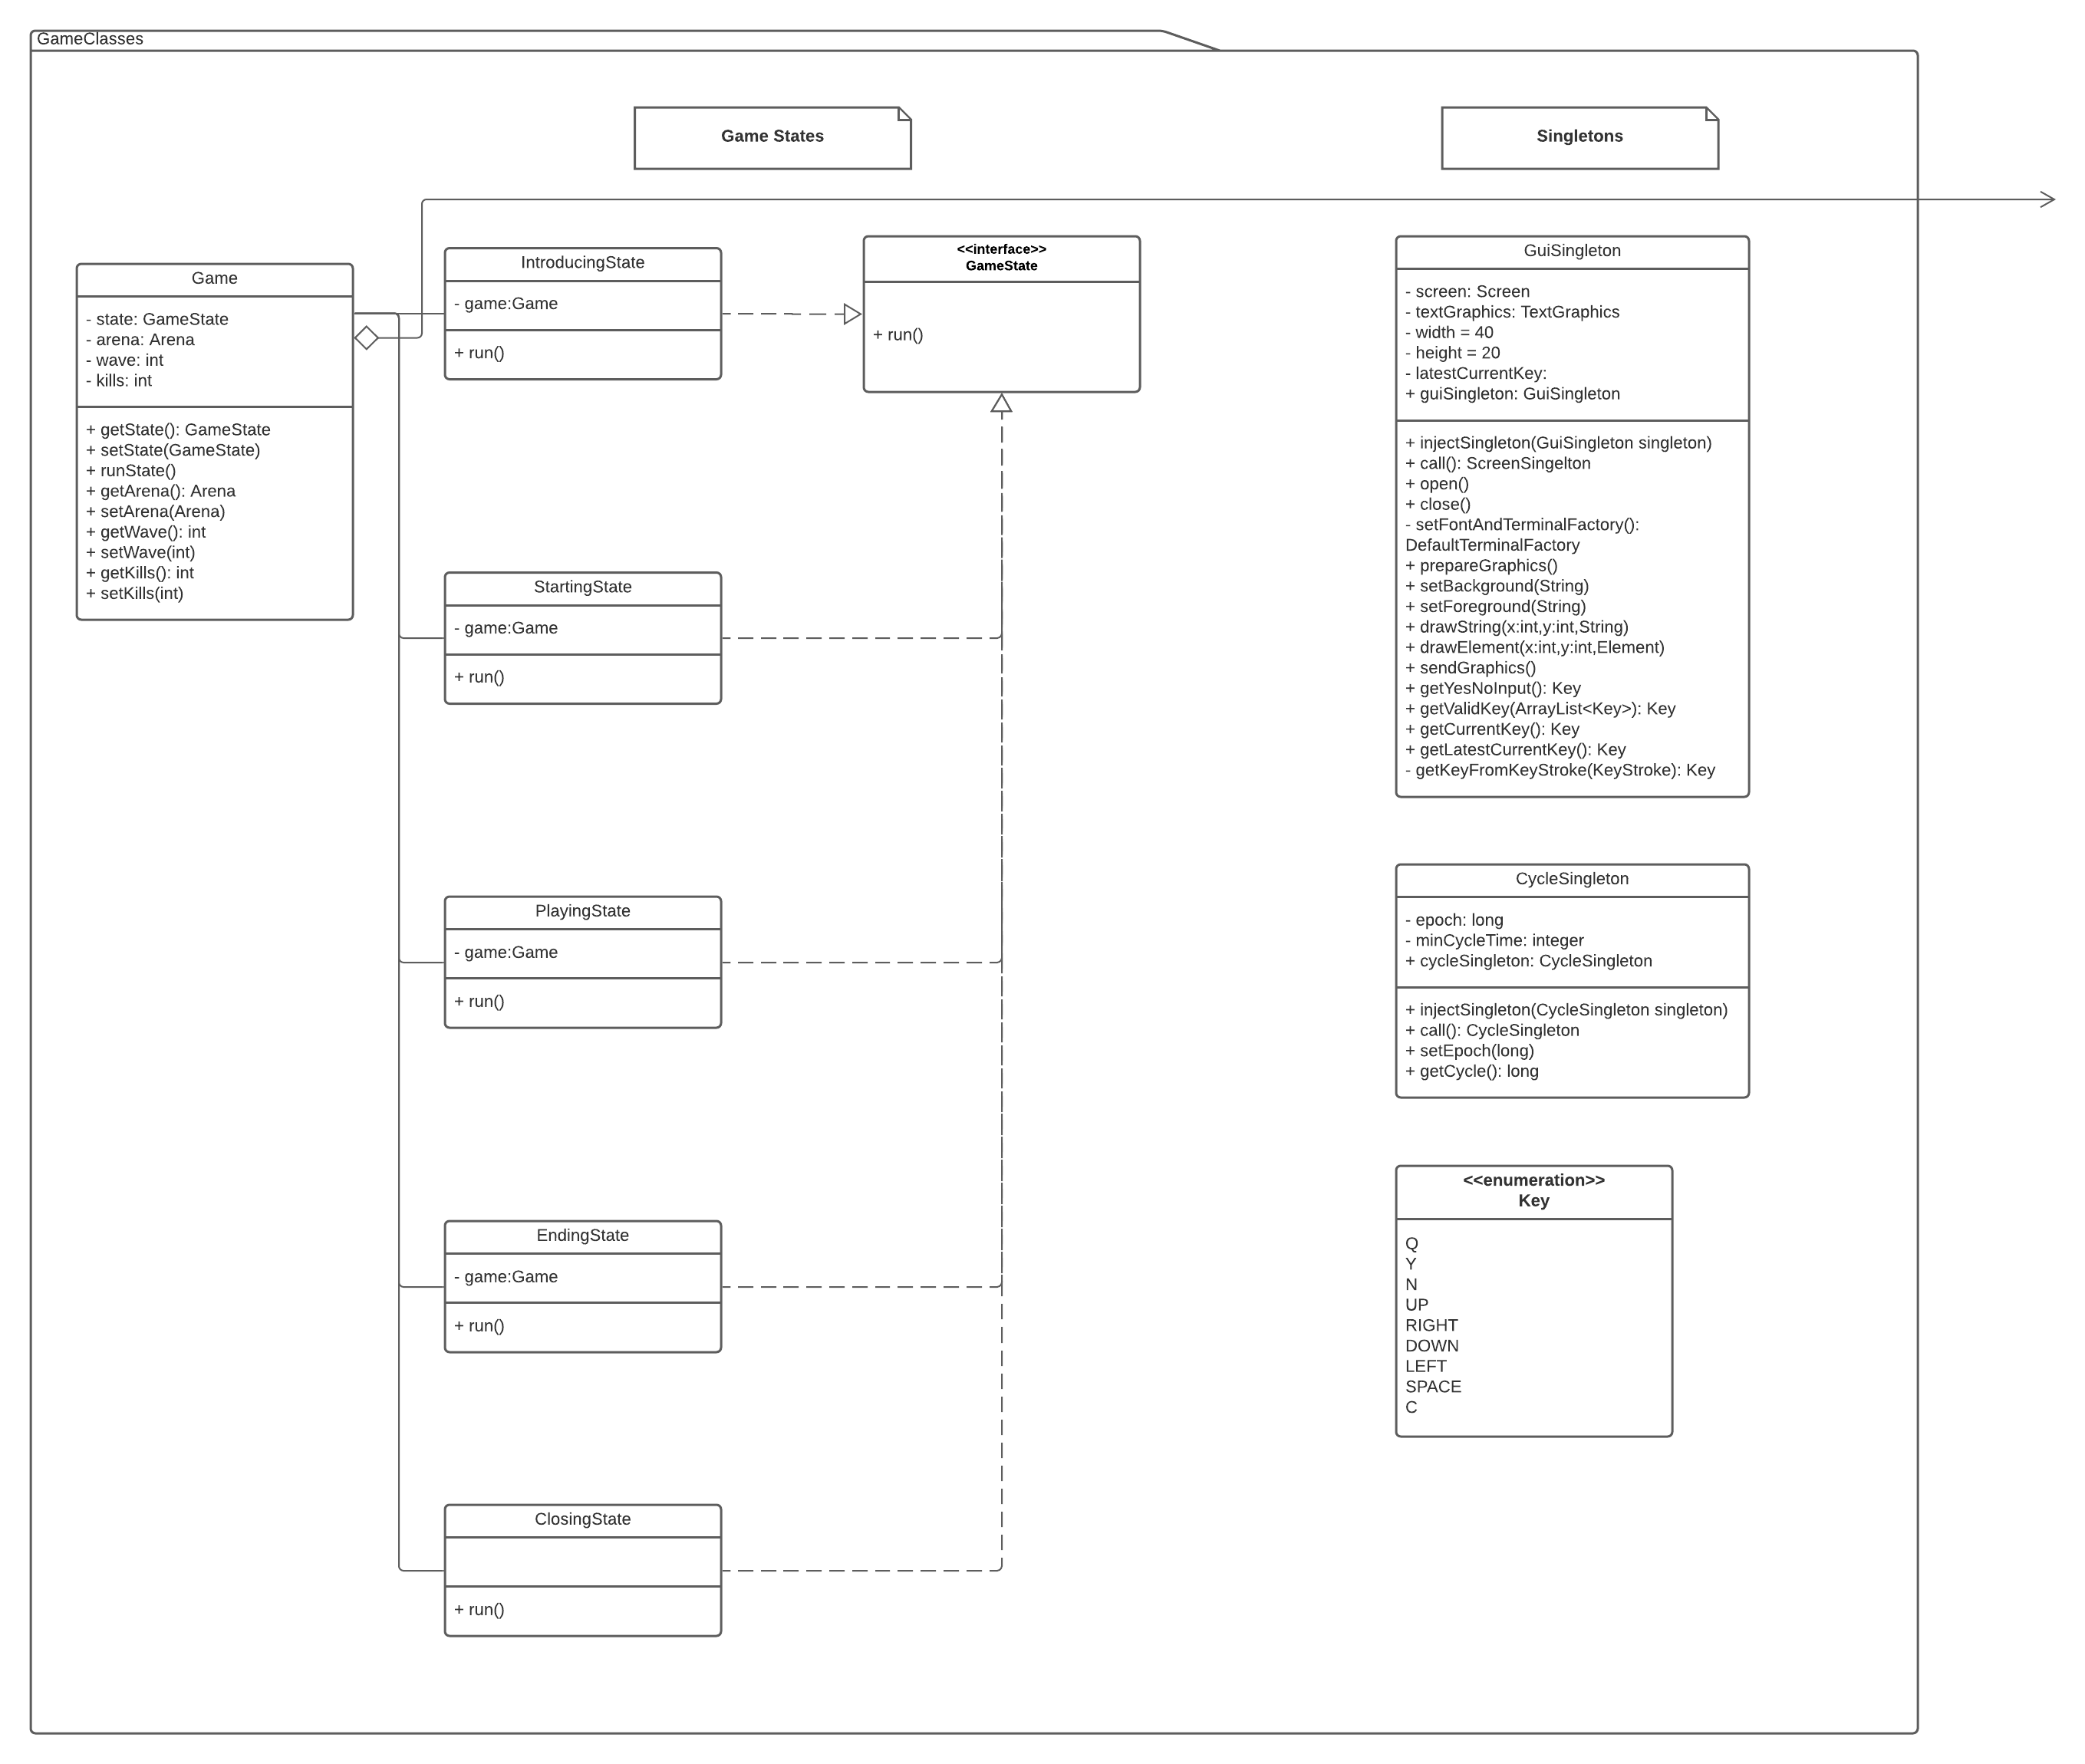 GameClasses
Game States
Singletons
Game
- state: GameState
- arena: Arena
- wave: int
- kills: int
+ getState(): GameState
+ setState(GameState)
+ runState()
+ getArena(): Arena
+ setArena(Arena)
+ getWave(): int
+ setWave(int)
+ getKills(): int
+ setKills(int)
IntroducingState
- game:Game
+ run()
<<interface>>
GameState
+ run()
StartingState
- game:Game
+ run()
PlayingState
- game:Game
+ run()
EndingState
- game:Game
+ run()
ClosingState
+ run()
GuiSingleton
- screen: Screen
- textGraphics: TextGraphics
- width = 40
- height = 20
- latestCurrentKey:
+ guiSingleton: GuiSingleton
+ injectSingleton(GuiSingleton singleton)
+ call(): ScreenSingelton
+ open()
+ close()
- setFontAndTerminalFactory():
DefaultTerminalFactory
+ prepareGraphics()
+ setBackground(String)
+ setForeground(String)
+ drawString(x:int,y:int,String)
+ drawElement(x:int,y:int,Element)
+ sendGraphics()
+ getYesNoInput(): Key
+ getValidKey(ArrayList<Key>): Key
+ getCurrentKey(): Key
+ getLatestCurrentKey(): Key
- getKeyFromKeyStroke(KeyStroke): Key
CycleSingleton
- epoch: long
- minCycleTime: integer
+ cycleSingleton: CycleSingleton
+ injectSingleton(CycleSingleton singleton)
+ call(): CycleSingleton
+ setEpoch(long)
+ getCycle(): long
<<enumeration>>
Key
Q
Y
N
UP
RIGHT
DOWN
LEFT
SPACE
C